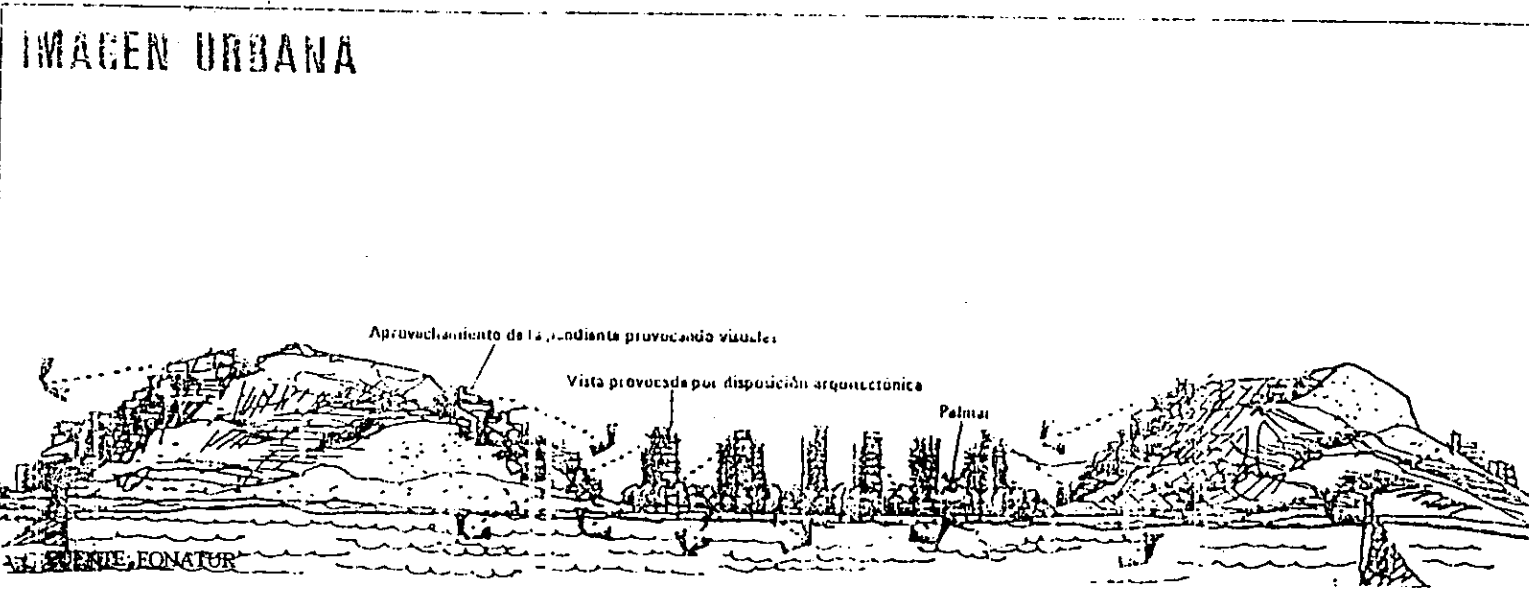 IMAGEN URBANA
Aprovechamiento de la pendiente provocando visuales
Vista provocada por disposición arquitectónica
Palmar
FUENTE, FONATUR